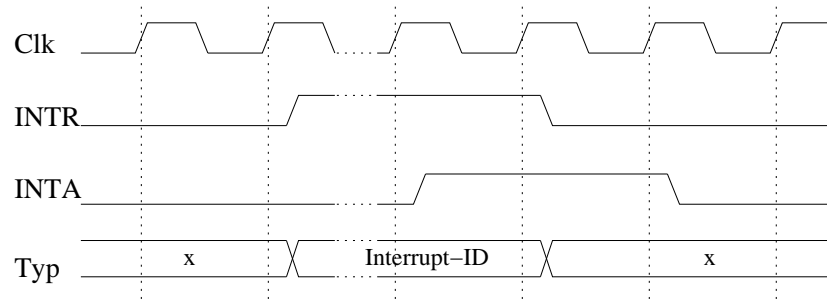 Clk
INTR
INTA
Typ
x
Interrupt−ID
x